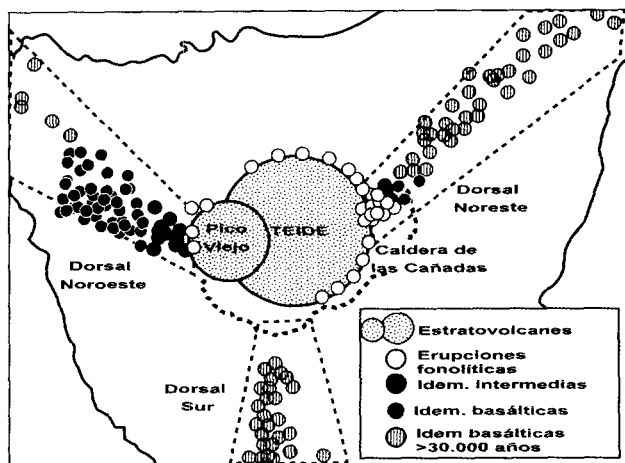 Dorsal
Noreste
Pico
Viejo
TEIDE
Caldera de
las Cañadas
Dorsal
Noroeste
Dorsal
Sur
Estratovolcanes
Erupciones
fonolíticas
Idem. intermedias
Idem. basálticas
Idem basálticas
>30.000 años